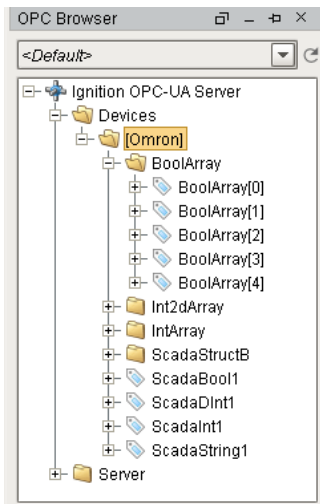 OPC Browser
<Default>
Ignition OPC-UA Server
Devices
[Omron]
BoolArray
BoolArray[0]
BoolArray[1]
BoolArray[2]
BoolArray[3]
BoolArray[4]
Int2dArray
IntArray
ScadaStructB
ScadaBool1
ScadaDInt1
ScadaInt1
ScadaString1
Server